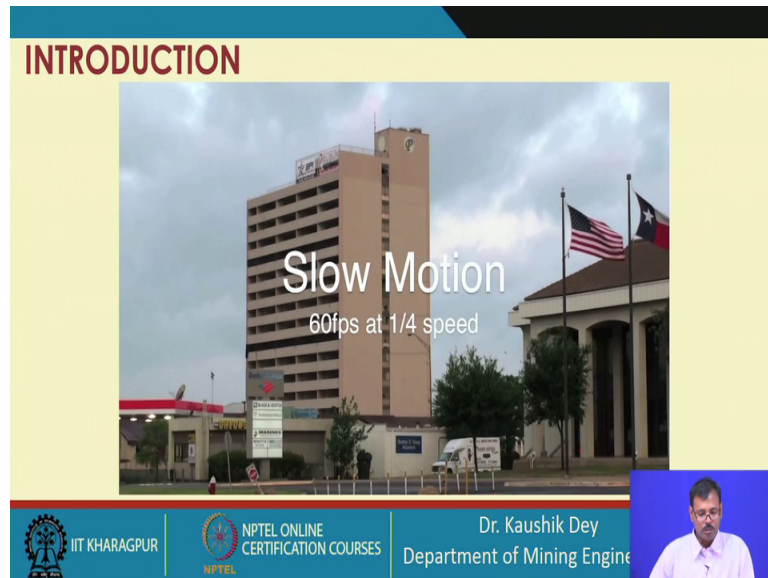 INTRODUCTION
Slow Motion
60fps at 1/4 speed
IIT KHARAGPUR
NPTEL
NPTEL ONLINE
CERTIFICATION COURSES
Dr. Kaushik Dey
Department of Mining Engine